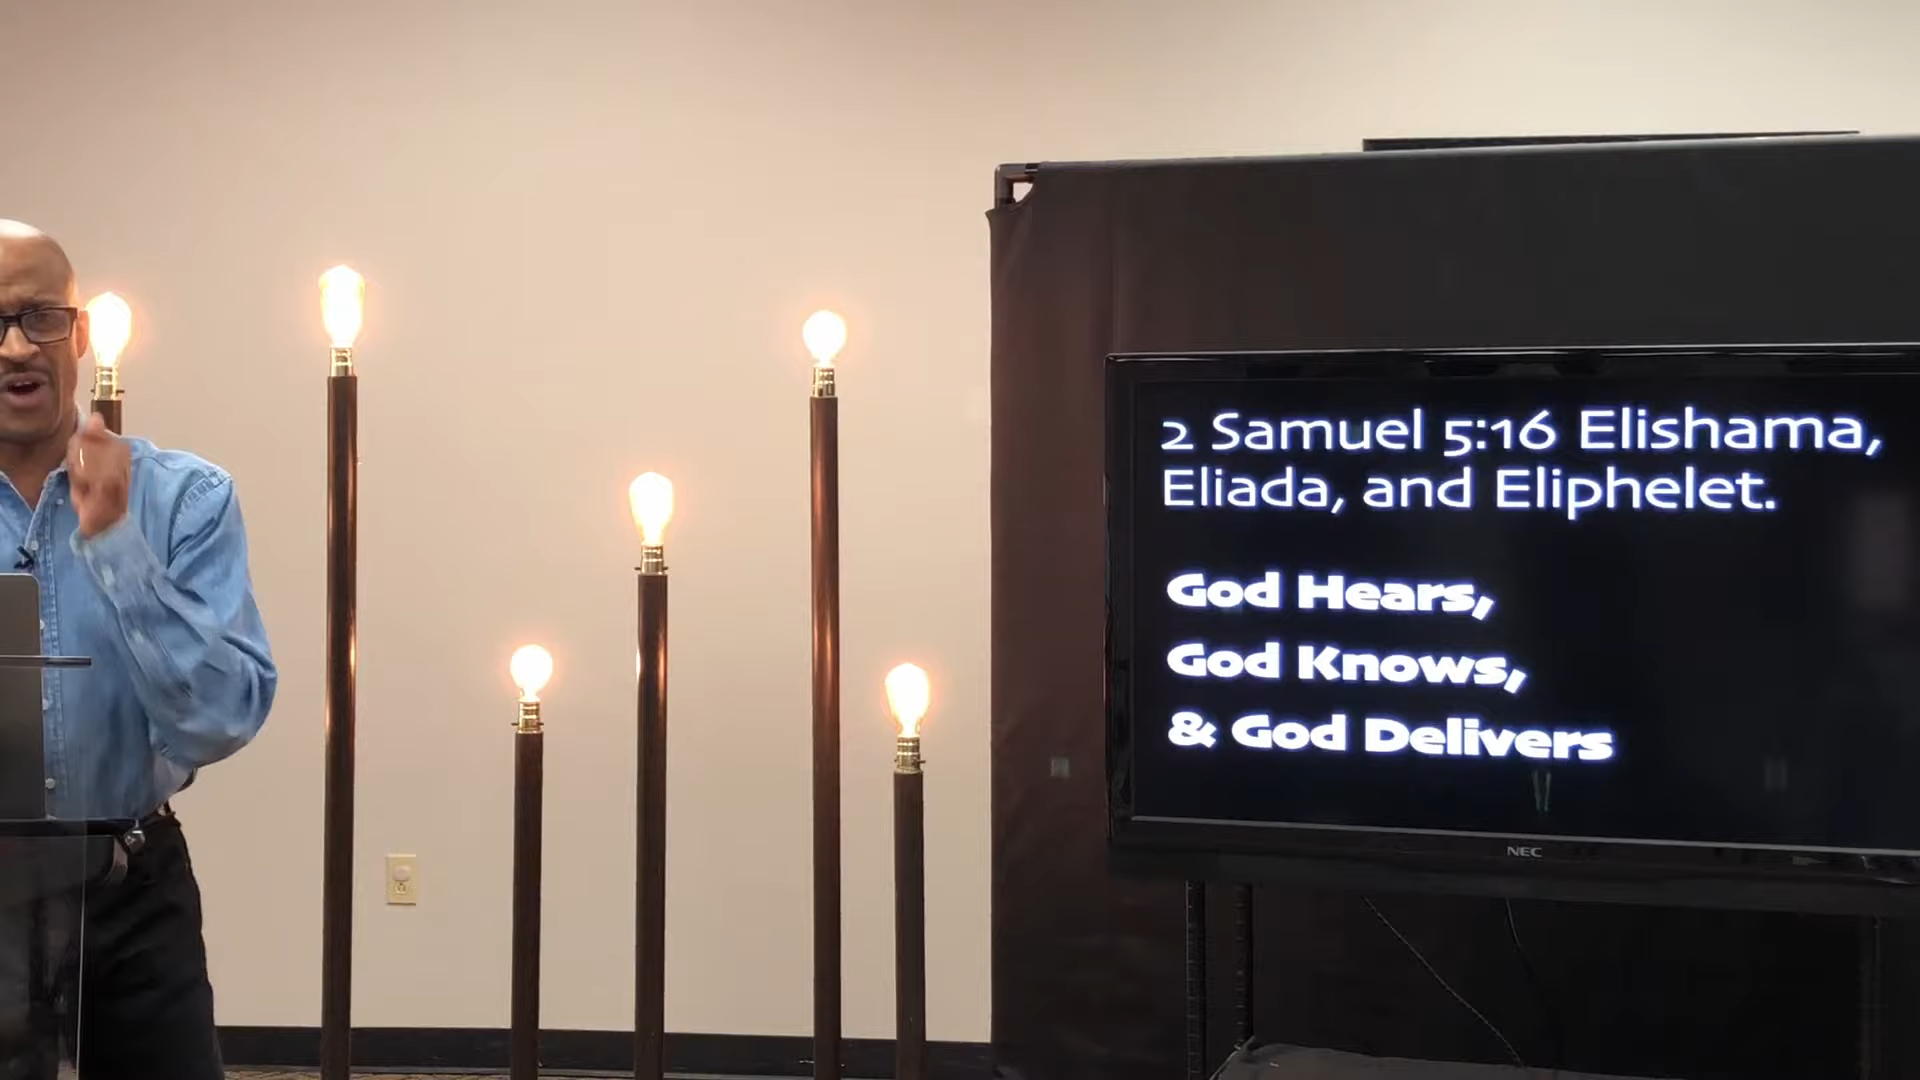 2 Samuel 5:16 Elishama,
Eliada, and Eliphelet.
God Hears,
God Knows,
& God Delivers
NEC